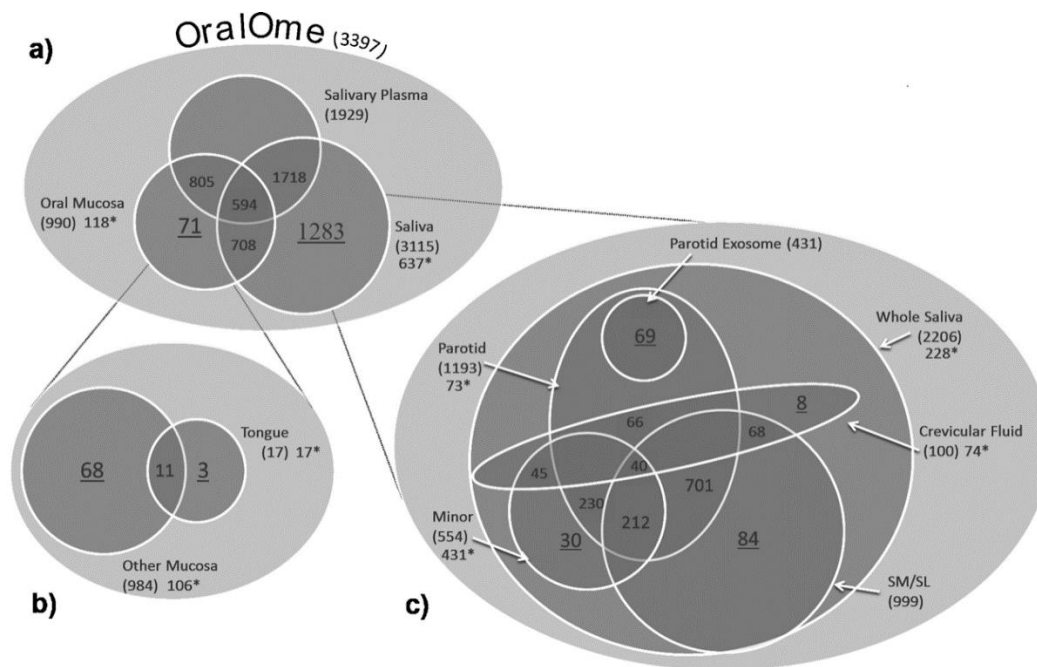 OralOme (3397)
a)
Salivary Plasma
(1929)
Oral Mucosa
(990) 118*
805
1718
594
71
708
1283
Saliva
(3115)
637*
Tongue
(17) 17*
68
11
3
Other Mucosa
(984) 106*
b)
Parotid Exosome (431)
Whole Saliva
(2206)
228*
69
Parotid
(1193)
73*
8
66
68
Crevicular Fluid
(100) 74*
45
40
701
230
212
Minor
(554)
431*
30
84
SM/SL
(999)
c)